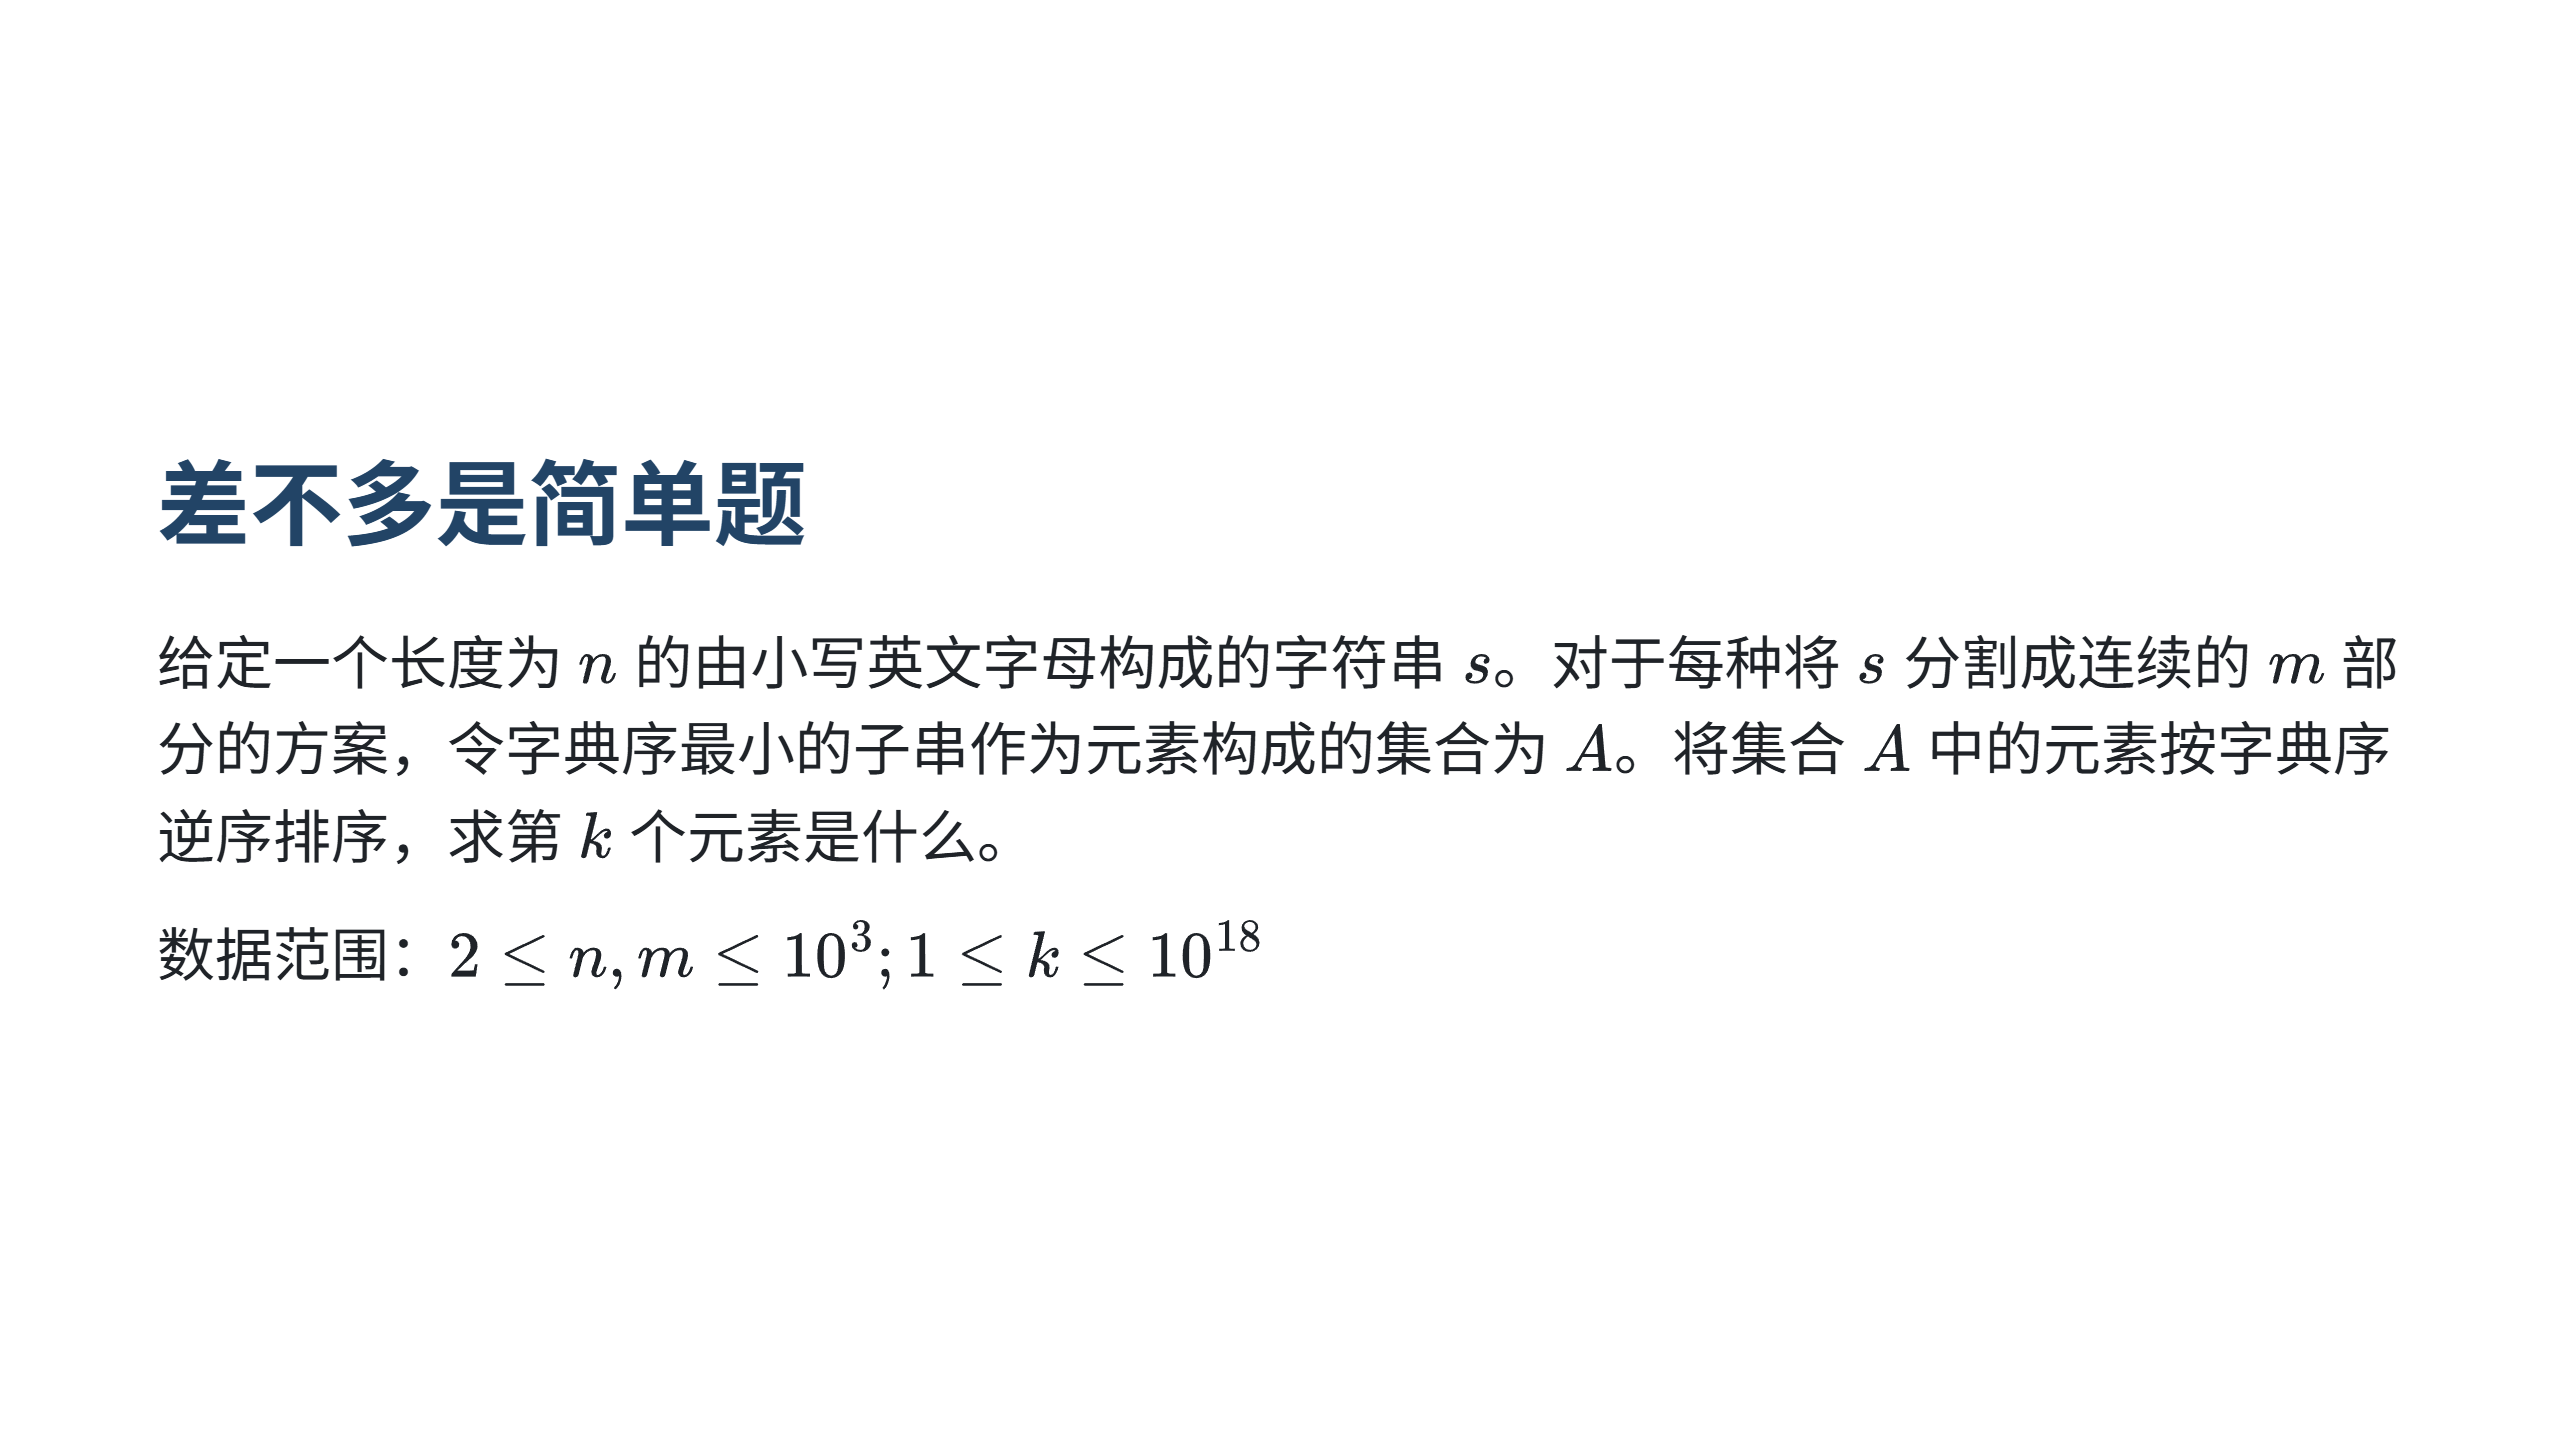 差不多是简单题
给定一个长度为 n 的由小写英文字母构成的字符串 s。对于每种将 s 分割成连续的 m 部
分的方案，令字典序最小的子串作为元素构成的集合为 A。将集合 A 中的元素按字典序
逆序排序，求第 k 个元素是什么。
数据范围：2 ≤ n, m ≤ 10³; 1 ≤ k ≤ 10¹⁸